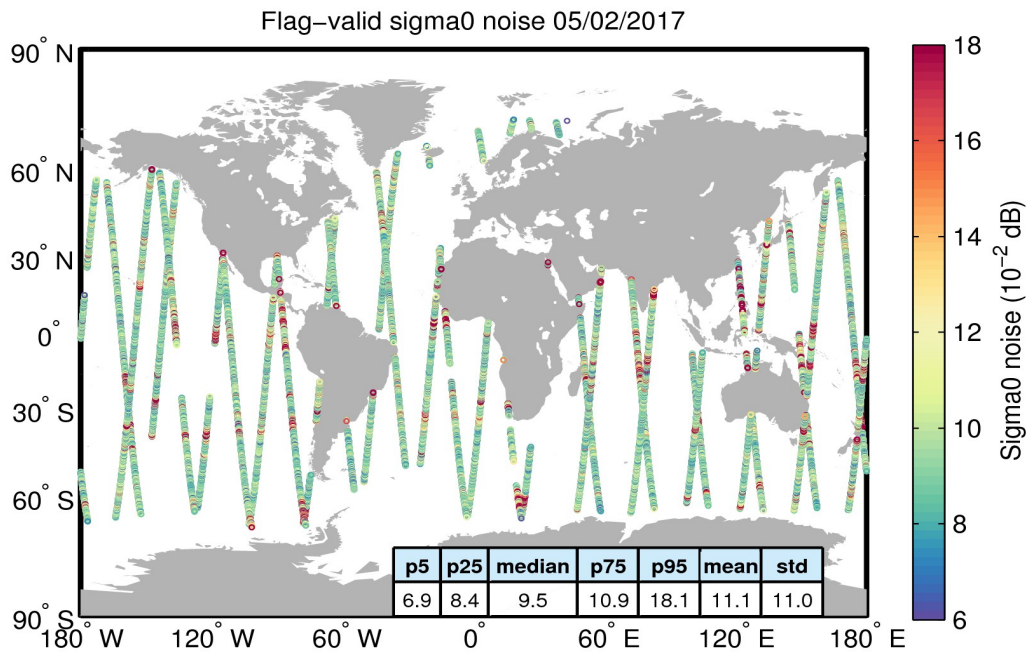 Flag−valid sigma0 noise 05/02/2017
90° N
60° N
30° N
0°
30° S
60° S
90° S
180° W
120° W
60° W
0°
60° E
120° E
180° E
p5 p25 median p75 p95 mean std
6.9 8.4 9.5 10.9 18.1 11.1 11.0
18
16
14
12
10
8
6
Sigma0 noise (10−2 dB)